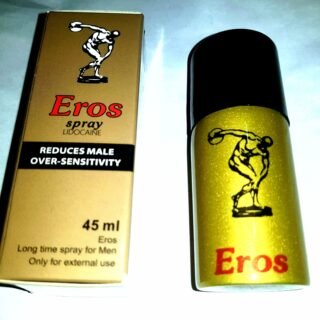 Eros
spray
LIDOCAINE
REDUCES MALE
OVER-SENSITIVITY
45 ml
Eros
Long time spray for Men
Only for external use
Eros